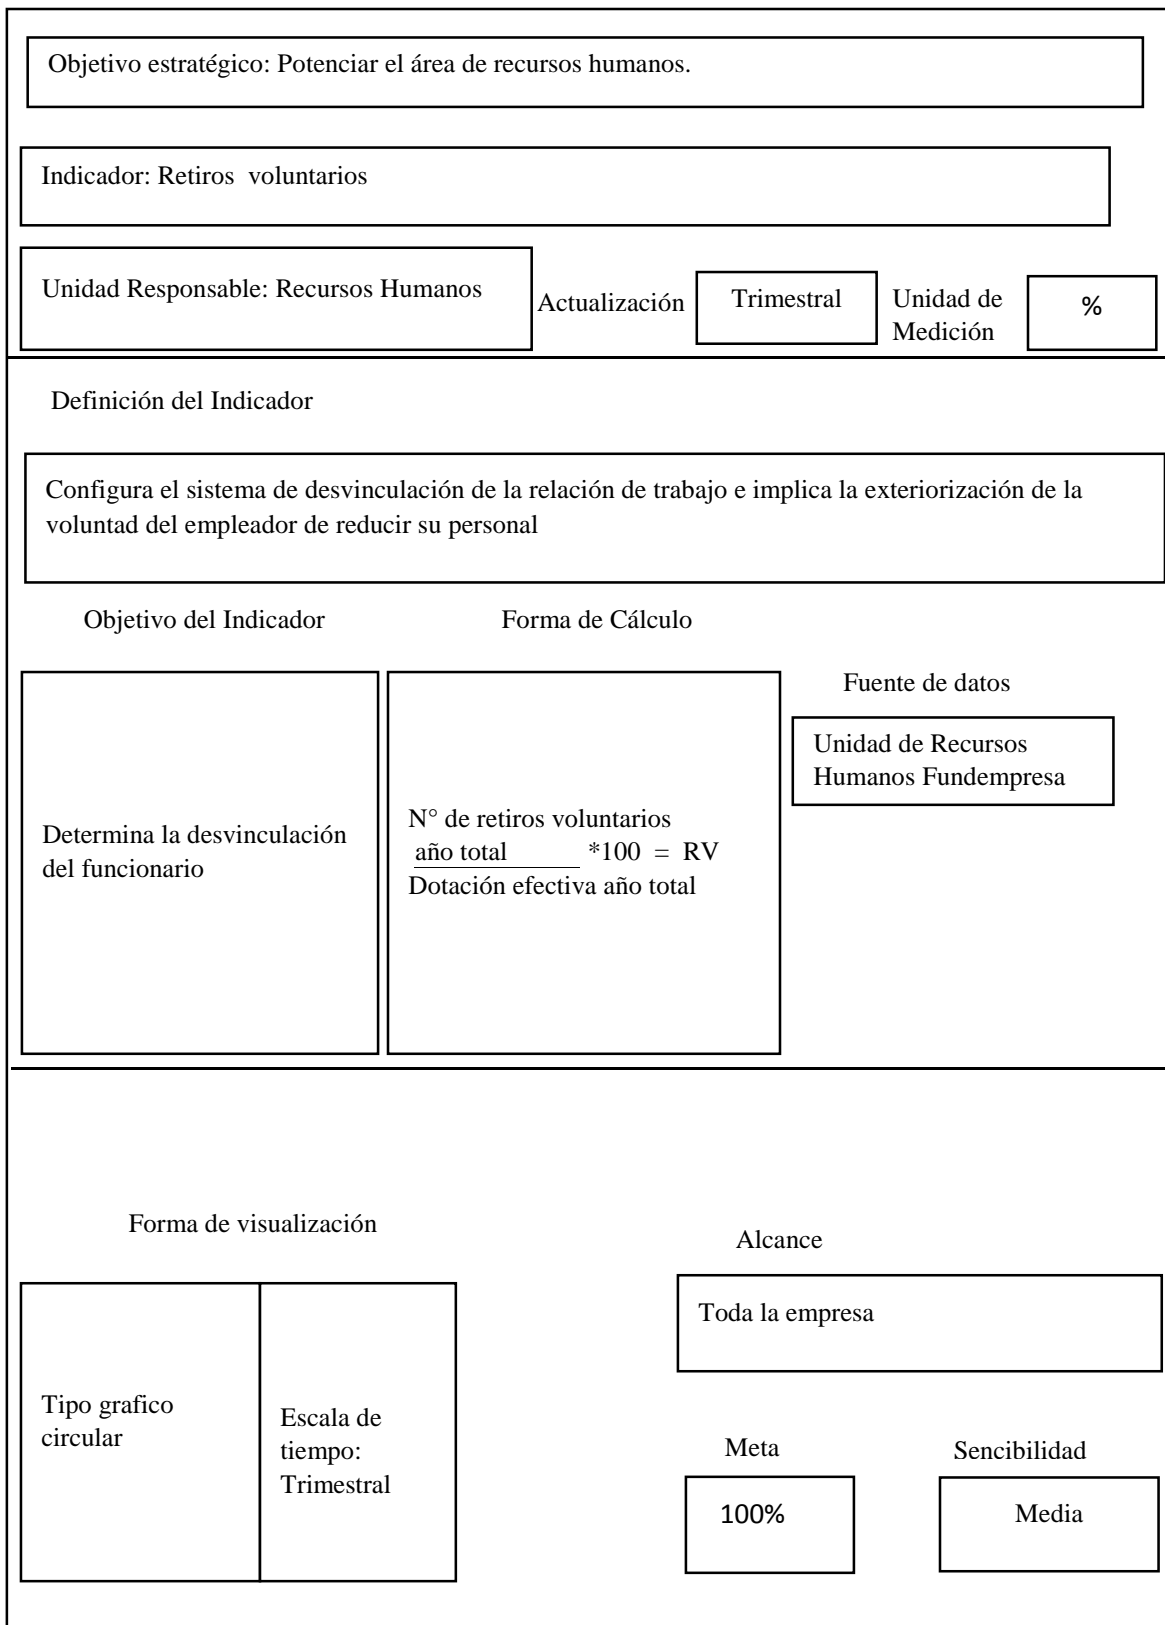 Objetivo estratégico: Potenciar el área de recursos humanos.
Indicador: Retiros  voluntarios
Unidad Responsable: Recursos Humanos
Actualización
Trimestral
Unidad de
Medición
%
Definición del Indicador
Configura el sistema de desvinculación de la relación de trabajo e implica la exteriorización de la
voluntad del empleador de reducir su personal
Objetivo del Indicador
Forma de Cálculo
Fuente de datos
Determina la desvinculación
del funcionario
N° de retiros voluntarios
año total *100 = RV
Dotación efectiva año total
Unidad de Recursos
Humanos Fundempresa
Forma de visualización
Alcance
Toda la empresa
Tipo grafico
circular
Escala de
tiempo:
Trimestral
Meta
Sencibilidad
100%
Media